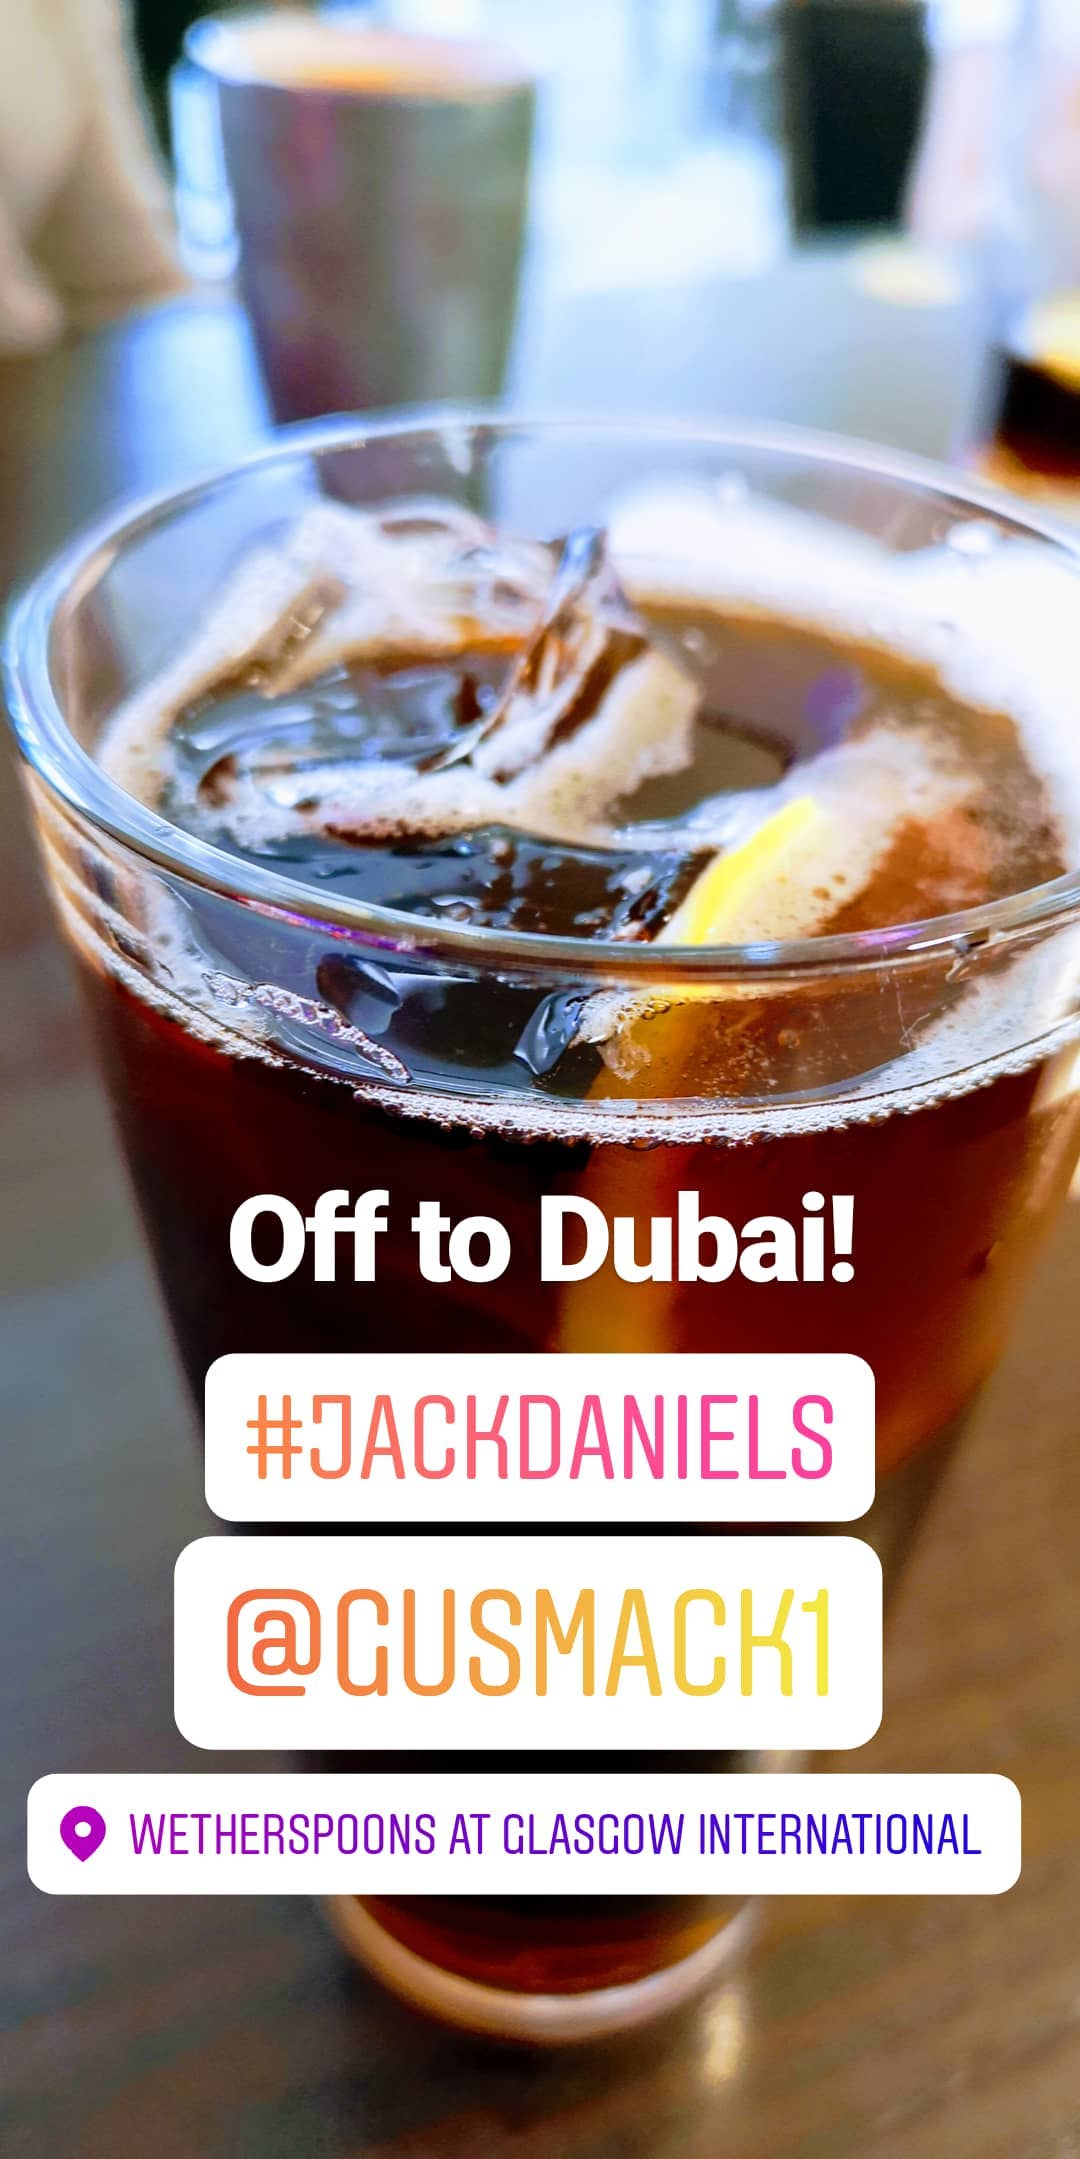 Off to Dubai!
#JACKDANIELS
@GUSMACK1
WETHERSPOONS AT GLASGOW INTERNATIONAL